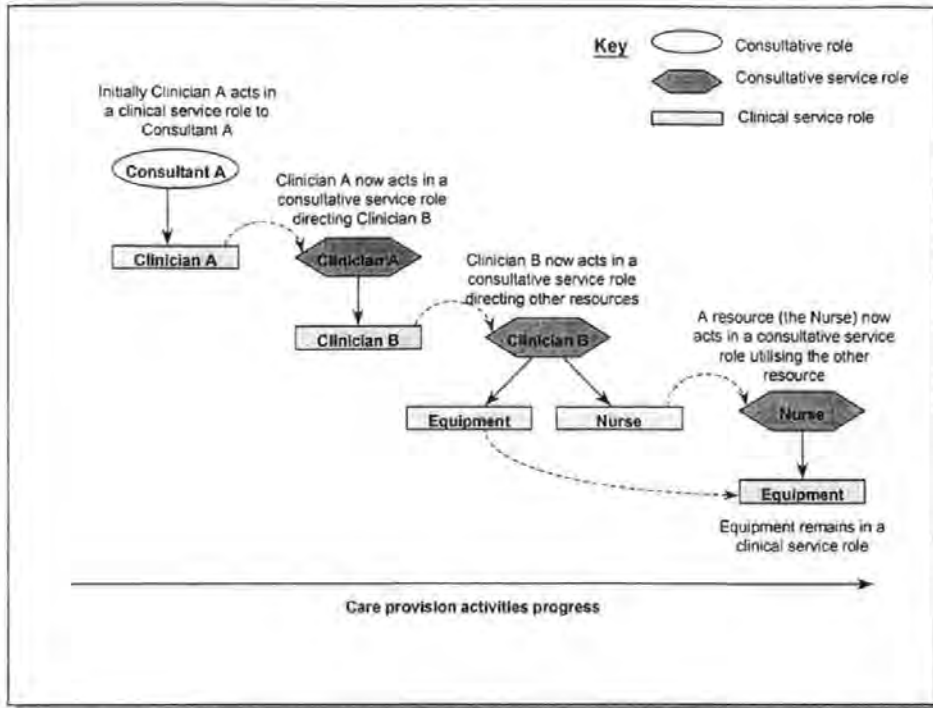 Key
Consultative role
Consultative service role
Clinical service role
Initially Clinician A acts in
a clinical service role to
Consultant A
Consultant A
Clinician A
Clinician A now acts in a
consultative service role
directing Clinician B
Clinician A
Clinician B
Clinician B now acts in a
consultative service role
directing other resources
Clinician B
Equipment
Nurse
A resource (the Nurse) now
acts in a consultative service
role utilising the other
resource
Nurse
Equipment
Equipment remains in a
clinical service role
Care provision activities progress